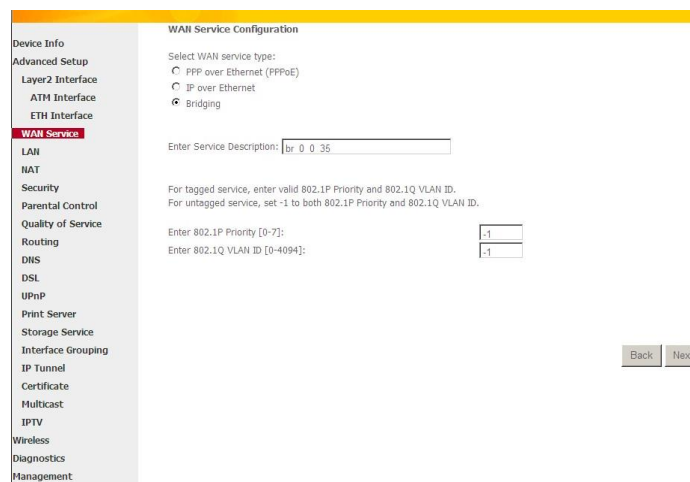 Device Info
Advanced Setup
Layer2 Interface
ATM Interface
ETH Interface
WAN Service
LAN
NAT
Security
Parental Control
Quality of Service
Routing
DNS
DSL
UPnP
Print Server
Storage Service
Interface Grouping
IP Tunnel
Certificate
Multicast
IPTV
Wireless
Diagnostics
Management
WAN Service Configuration
Select WAN service type:
PPP over Ethernet (PPPoE)
IP over Ethernet
Bridging
Enter Service Description: br_0_0_35
For tagged service, enter valid 802.1P Priority and 802.1Q VLAN ID.
For untagged service, set -1 to both 802.1P Priority and 802.1Q VLAN ID.
Enter 802.1P Priority [0-7]: -1
Enter 802.1Q VLAN ID [0-4094]: -1
Back Nex